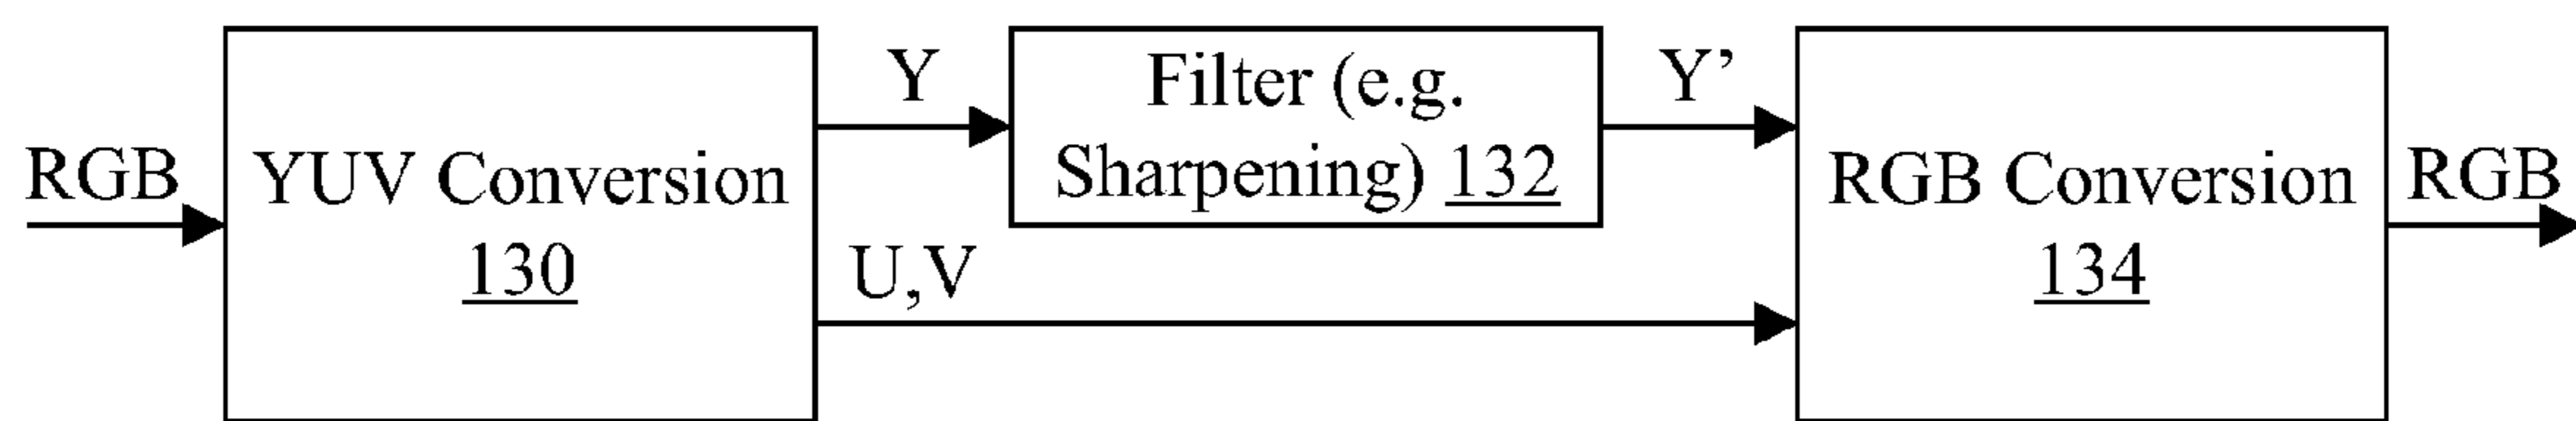 RGB
YUV Conversion
130
Y
U,V
Filter (e.g.
Sharpening) 132
Y’
RGB Conversion
134
RGB